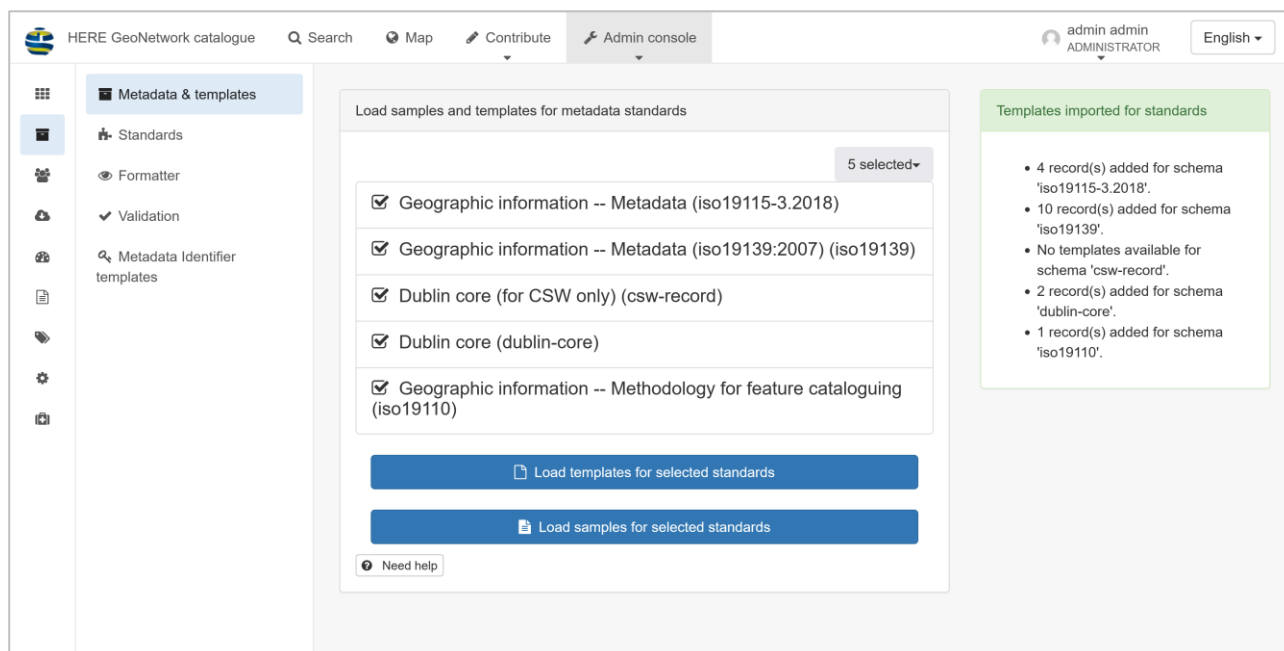 HERE GeoNetwork catalogue
Search
Map
Contribute
Admin console
admin admin
ADMINISTRATOR
English
Metadata & templates
Standards
Formatter
Validation
Metadata Identifier
templates
Load samples and templates for metadata standards
5 selected
Geographic information -- Metadata (iso19115-3.2018)
Geographic information -- Metadata (iso19139:2007) (iso19139)
Dublin core (for CSW only) (csw-record)
Dublin core (dublin-core)
Geographic information -- Methodology for feature cataloguing
(iso19110)
Load templates for selected standards
Load samples for selected standards
Need help
Templates imported for standards
• 4 record(s) added for schema
'iso19115-3.2018'.
• 10 record(s) added for schema
'iso19139'.
• No templates available for
schema 'csw-record'.
• 2 record(s) added for schema
'dublin-core'.
• 1 record(s) added for schema
'iso19110'.